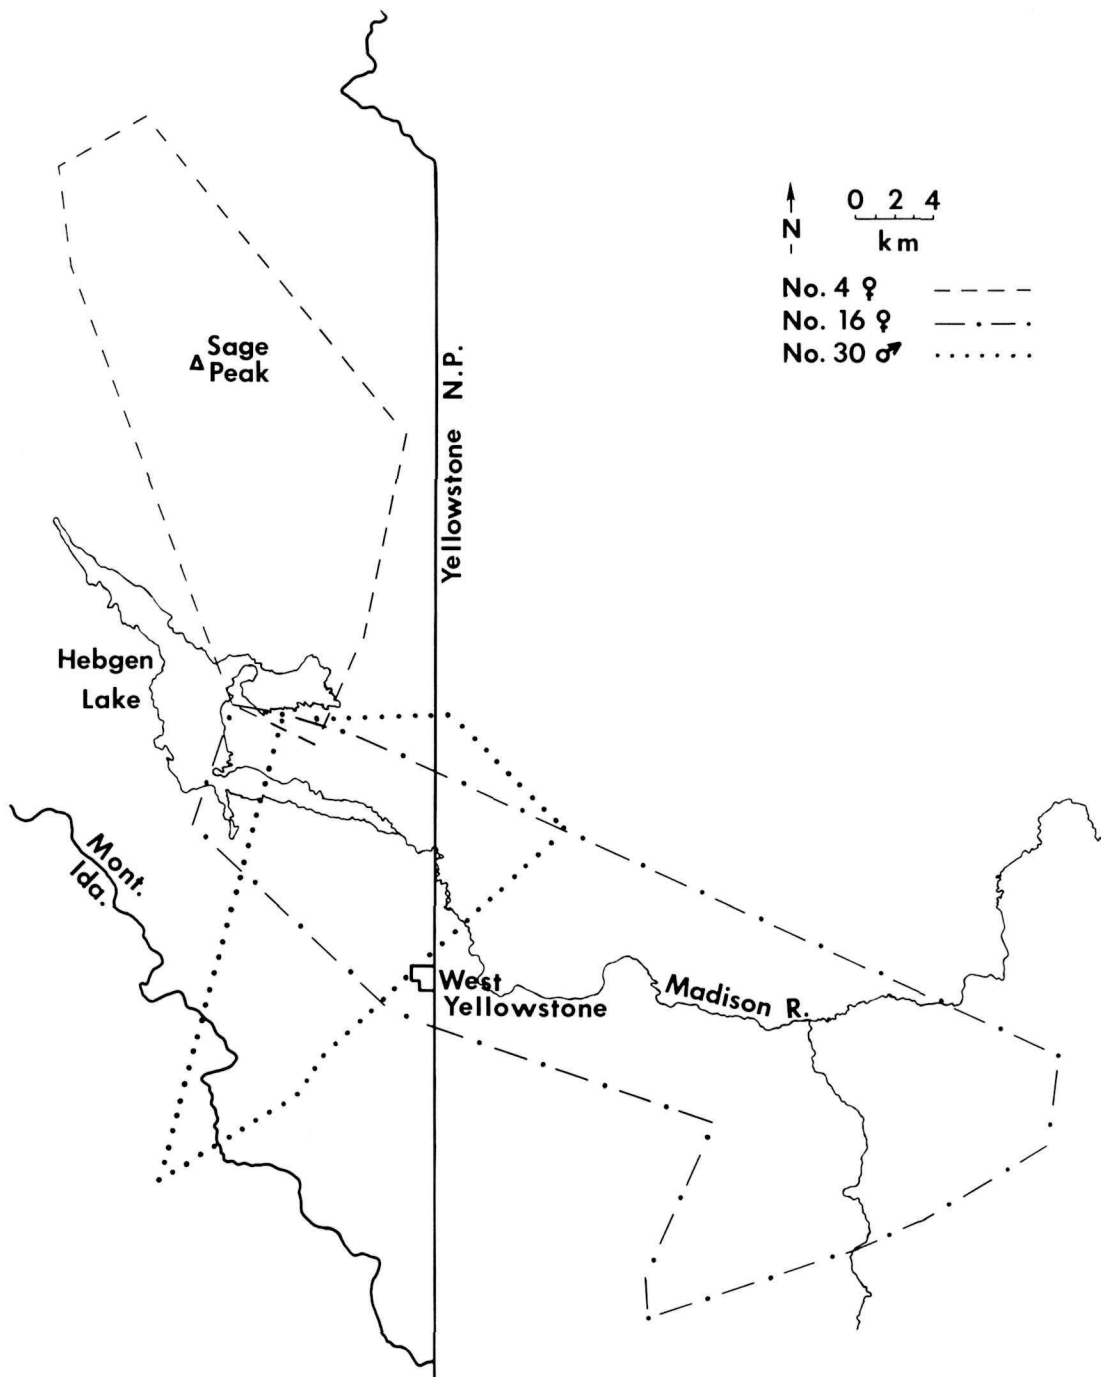 N
0 2 4
km
No. 4 ♀
No. 16 ♀
No. 30 ♂
Sage
Peak
Yellowstone N.P.
Hebgen
Lake
Mont.
Ida.
West
Yellowstone
Madison R.